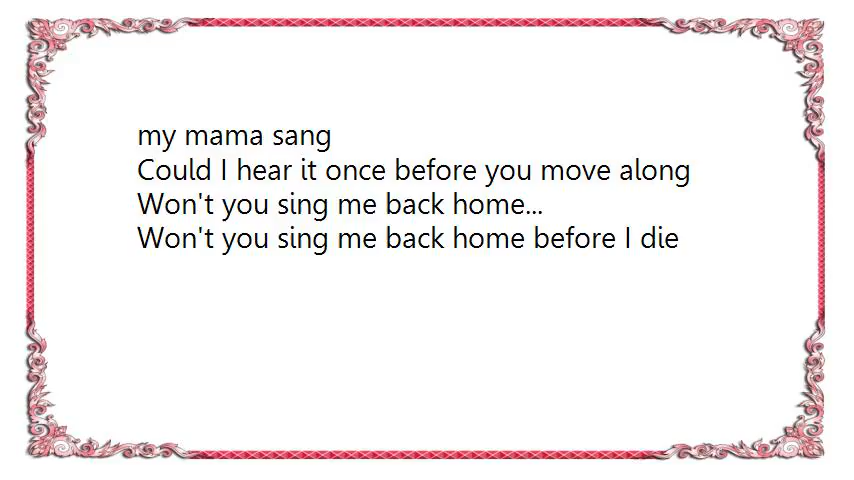 my mama sang
Could I hear it once before you move along
Won't you sing me back home...
Won't you sing me back home before I die